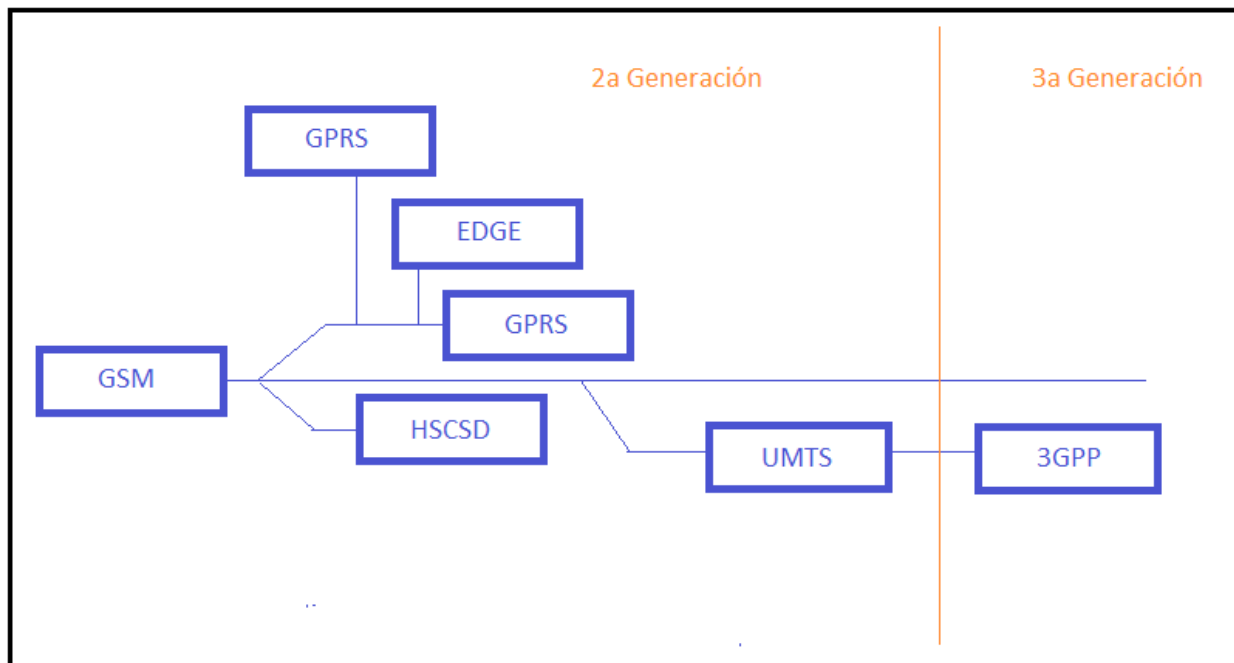 2a Generación
3a Generación
GPRS
EDGE
GPRS
GSM
HSCSD
UMTS
3GPP